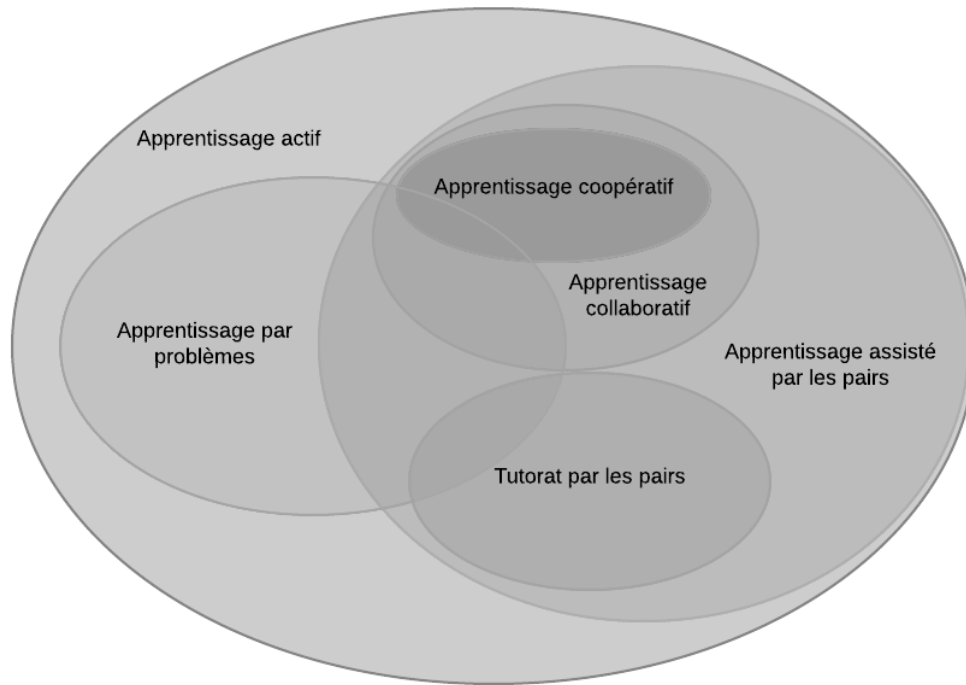 Apprentissage actif
Apprentissage coopératif
Apprentissage
collaboratif
Apprentissage par
problèmes
Apprentissage assisté
par les pairs
Tutorat par les pairs